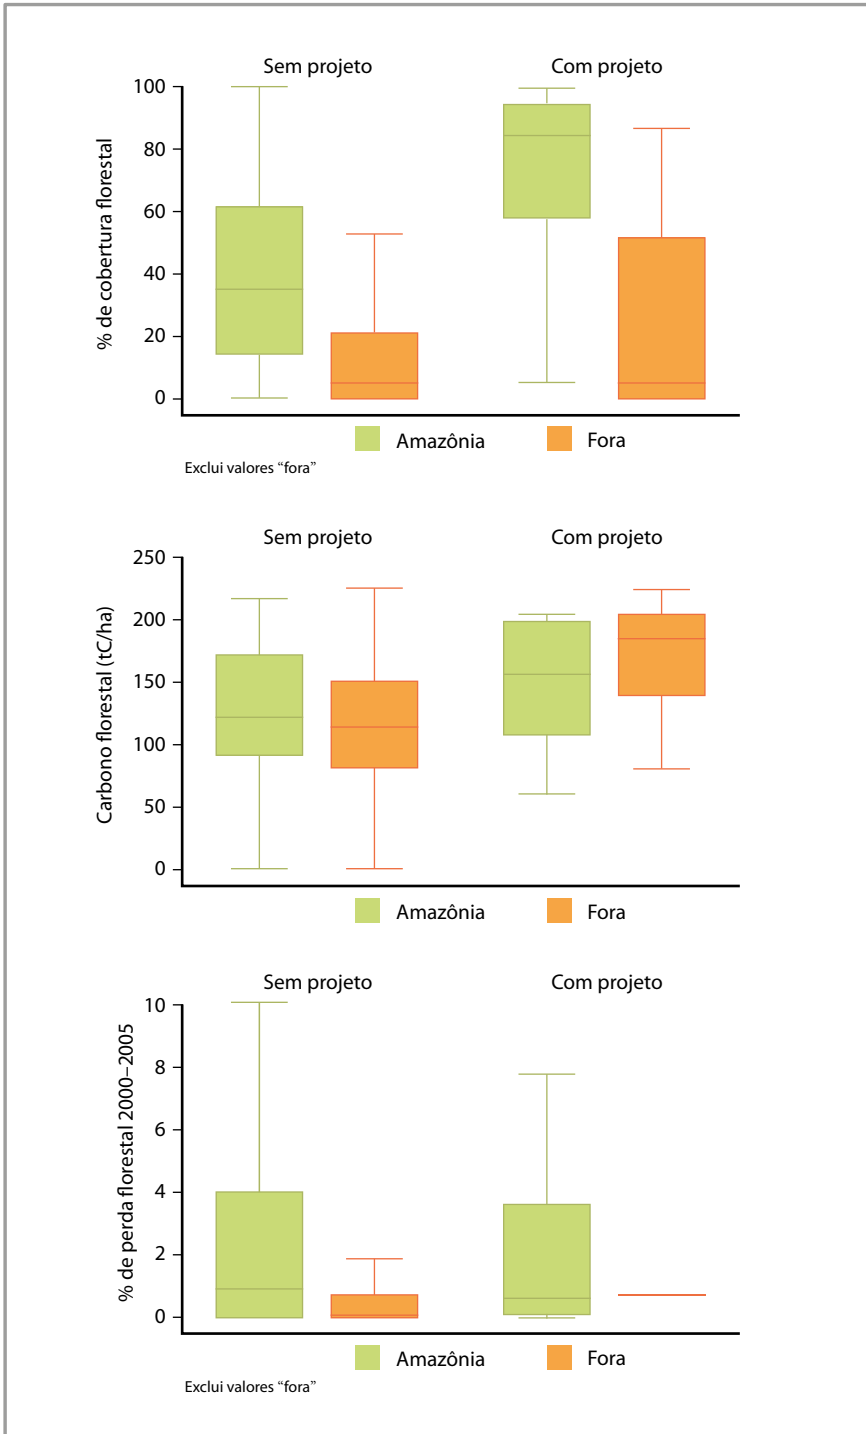 Sem projeto Com projeto
% de cobertura florestal
100
80
60
40
20
0
Amazônia Fora
Exclui valores “fora”
Sem projeto Com projeto
Carbono florestal (tC/ha)
250
200
150
100
50
0
Amazônia Fora
Sem projeto Com projeto
% de perda florestal 2000–2005
10
8
6
4
2
0
Amazônia Fora
Exclui valores “fora”